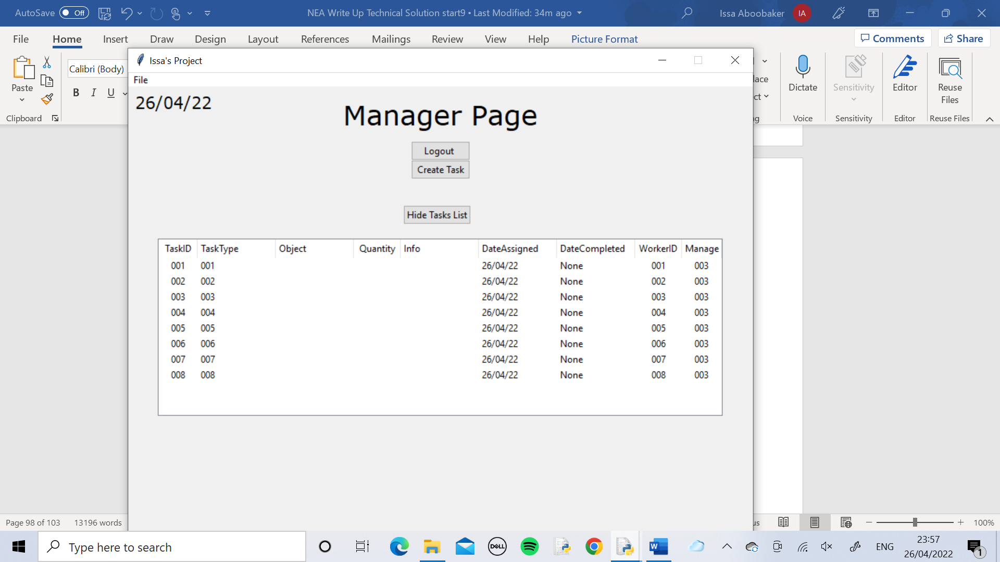 AutoSave Off NEA Write Up Technical Solution start9 • Last Modified: 34m ago Issa Aboobaker IA
File Home Insert Draw Design Layout References Mailings Review View Help Picture Format Comments Share
Paste
Clipboard
Calibri (Body)
B I U
Dictate
Voice
Sensitivity
Sensitivity
Editor
Editor
Reuse
Files
Reuse Files
Issa's Project
File
26/04/22
Manager Page
Logout
Create Task
Hide Tasks List
TaskID TaskType Object Quantity Info DateAssigned DateCompleted WorkerID Manage
001 001 26/04/22 None 001 003
002 002 26/04/22 None 002 003
003 003 26/04/22 None 003 003
004 004 26/04/22 None 004 003
005 005 26/04/22 None 005 003
006 006 26/04/22 None 006 003
007 007 26/04/22 None 007 003
008 008 26/04/22 None 008 003
Page 98 of 103 13196 words 100%
Type here to search
DELL
W
ENG
23:57
26/04/2022
1